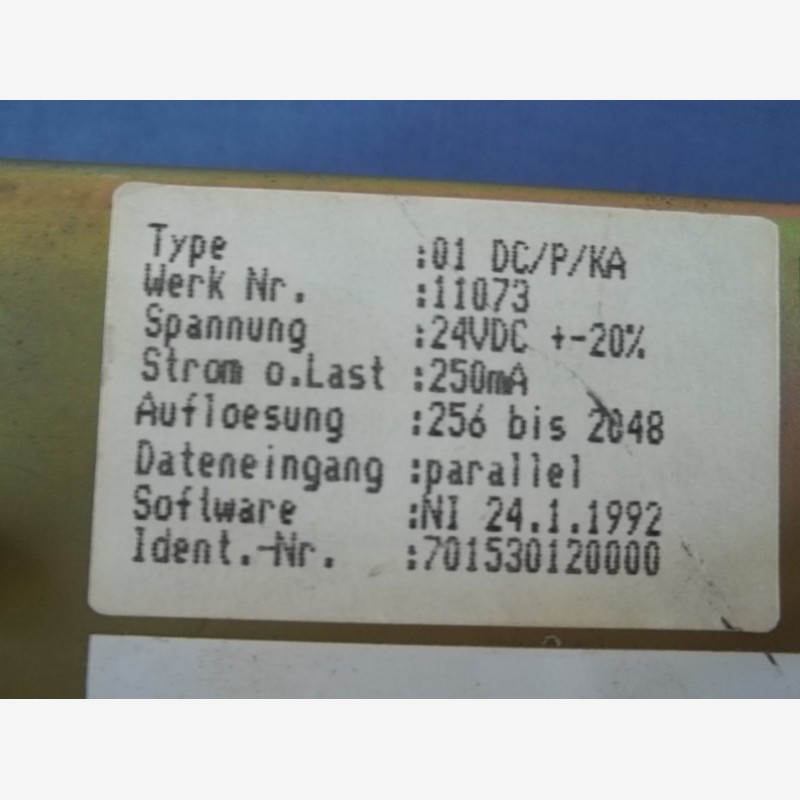 Type :01 DC/P/KA
Werk Nr. :11073
Spannung :24VDC +-20%
Strom o.Last :250mA
Aufloesung :256 bis 2048
Dateneingang :parallel
Software :NI 24.1.1992
Ident.-Nr. :701530120000